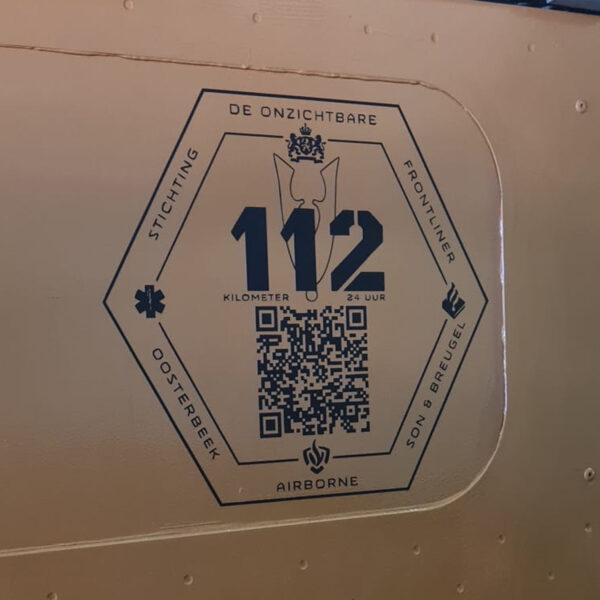 DE ONZICHTBARE
STICHTING
FRONTLINER
112
KILOMETER
24 UUR
OOSTERBEEK
SON & BREUGEL
AIRBORNE